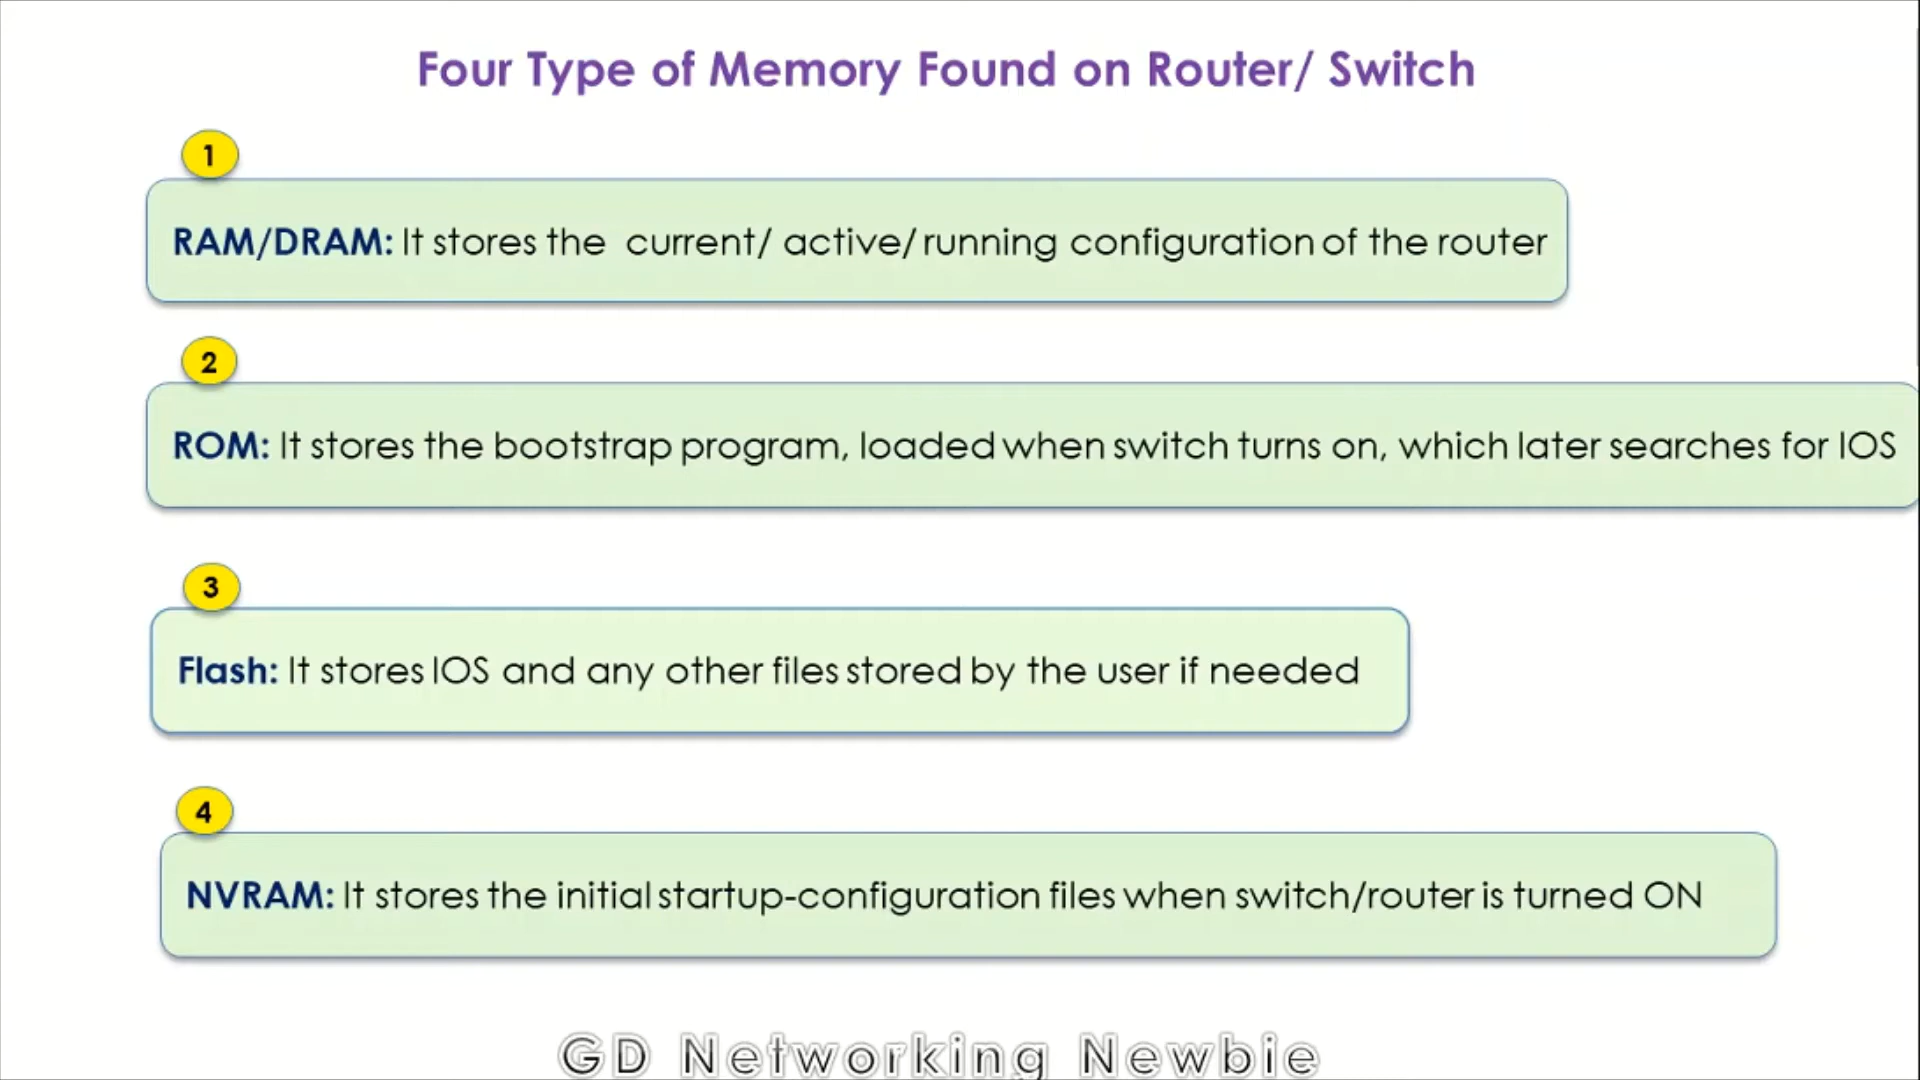 Four Type of Memory Found on Router/ Switch
1
RAM/DRAM: It stores the current/ active/ running configuration of the router
2
ROM: It stores the bootstrap program, loaded when switch turns on, which later searches for IOS
3
Flash: It stores IOS and any other files stored by the user if needed
4
NVRAM: It stores the initial startup-configuration files when switch/router is turned ON
GD Networking Newbie